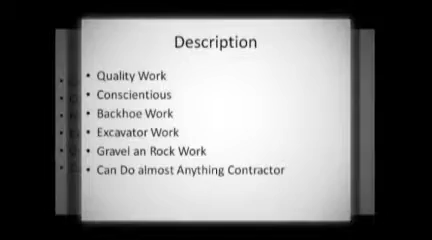 Description
• Quality Work
• Conscientious
• Backhoe Work
• Excavator Work
• Gravel an Rock Work
• Can Do almost Anything Contractor